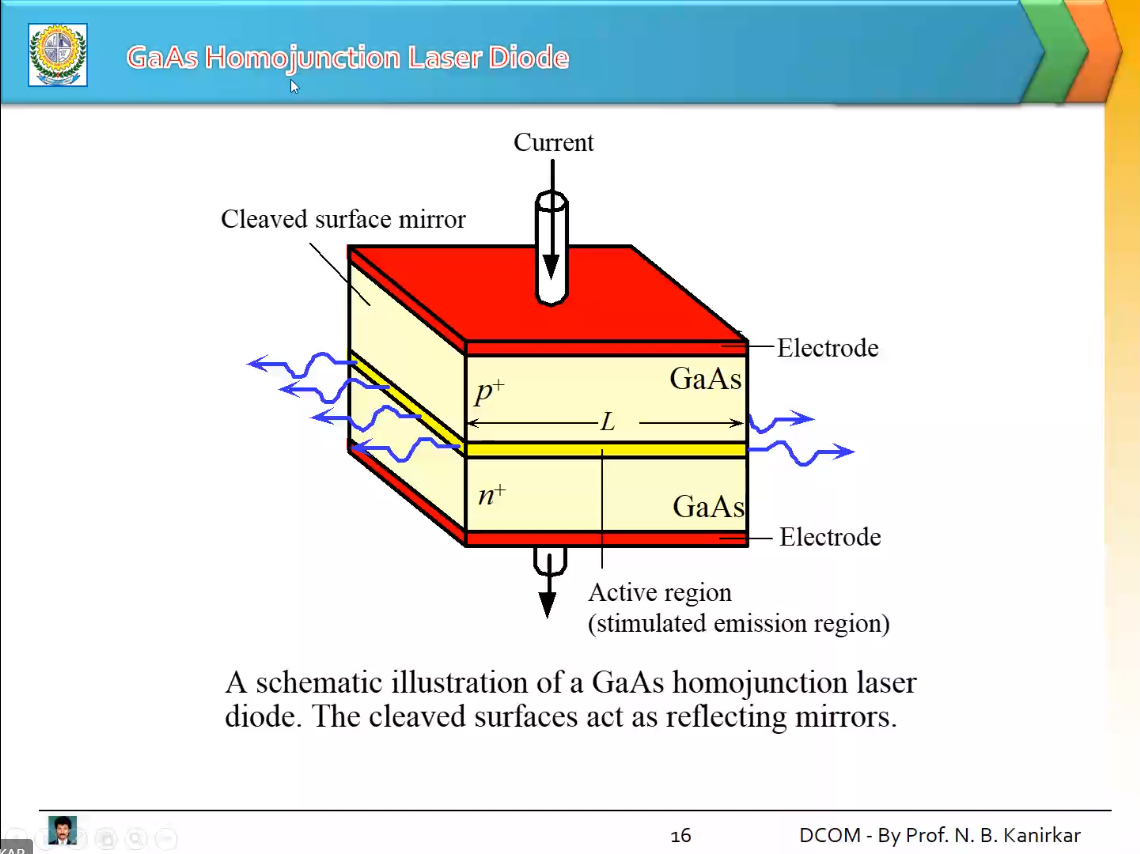 GaAs Homojunction Laser Diode
Current
Cleaved surface mirror
Electrode
GaAs
p+
L
n+
GaAs
Electrode
Active region
(stimulated emission region)
A schematic illustration of a GaAs homojunction laser
diode. The cleaved surfaces act as reflecting mirrors.
16
DCOM - By Prof. N. B. Kanirkar
KAR